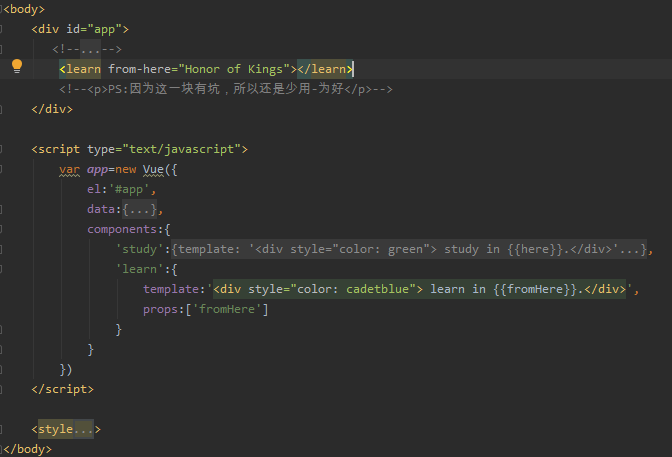 <body>
<div id="app">
<!--...-->
<learn from-here="Honor of Kings"></learn>
<!--<p>PS:因为这一块有坑，所以还是少用-为好</p>-->
</div>
<script type="text/javascript">
var app=new Vue({
el:'#app',
data:{...},
components:{
'study':{template: '<div style="color: green"> study in {{here}}.</div>'...},
'learn':{
template:'<div style="color: cadetblue"> learn in {{fromHere}}.</div>',
props:['fromHere']
}
}
})
</script>
<style...>
</body>